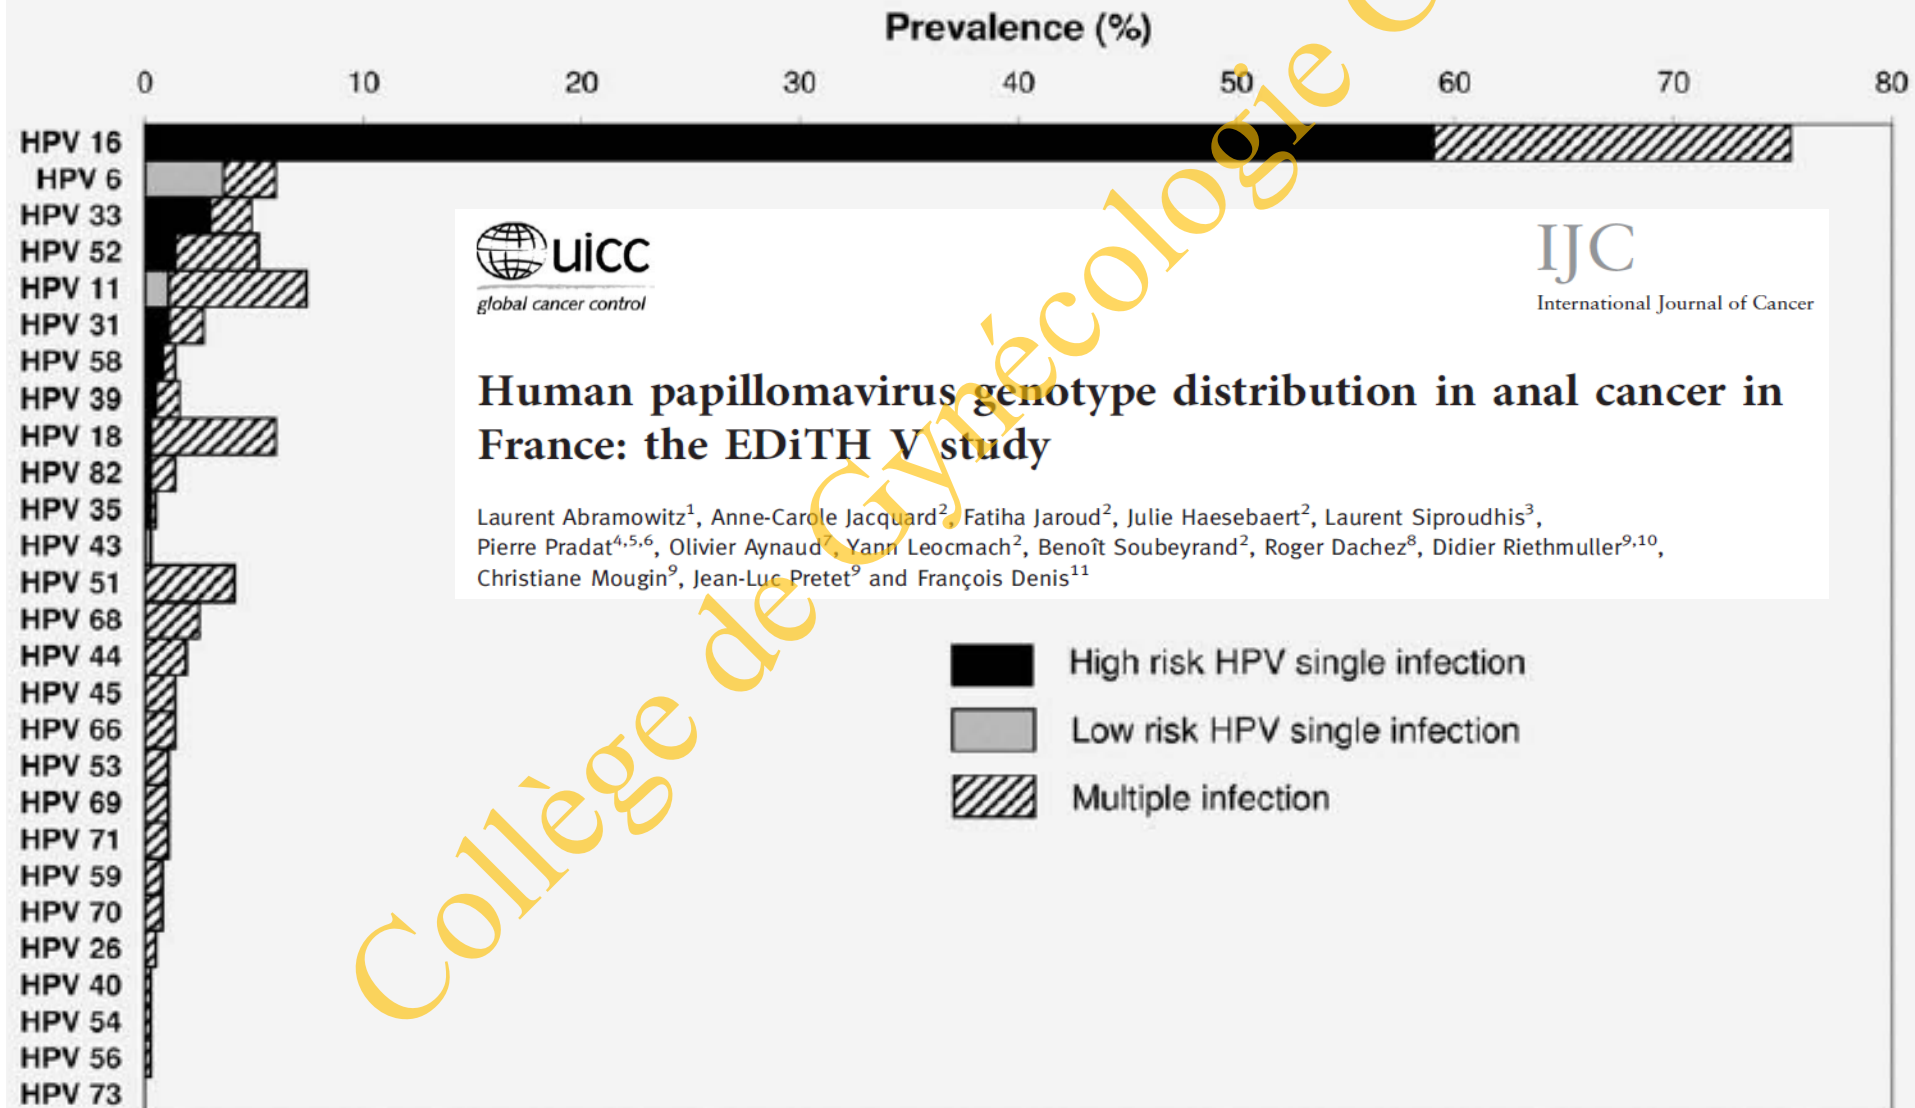 Prevalence (%)
0 10 20 30 40 50 60 70 80
HPV 16
HPV 6
HPV 33
HPV 52
HPV 11
HPV 31
HPV 58
HPV 39
HPV 18
HPV 82
HPV 35
HPV 43
HPV 51
HPV 68
HPV 44
HPV 45
HPV 66
HPV 53
HPV 69
HPV 71
HPV 59
HPV 70
HPV 26
HPV 40
HPV 54
HPV 56
HPV 73
uicc
global cancer control
IJC
International Journal of Cancer
Human papillomavirus genotype distribution in anal cancer in
France: the EDiTH V study
Laurent Abramowitz1, Anne-Carole Jacquard2, Fatiha Jaroud2, Julie Haesebaert2, Laurent Siproudhis3,
Pierre Pradat4,5,6, Olivier Aynaud7, Yann Leocmach2, Benoît Soubeyrand2, Roger Dachez8, Didier Riethmuller9,10,
Christiane Mougin9, Jean-Luc Pretet9 and François Denis11
High risk HPV single infection
Low risk HPV single infection
Multiple infection
Collège de Gynécologie